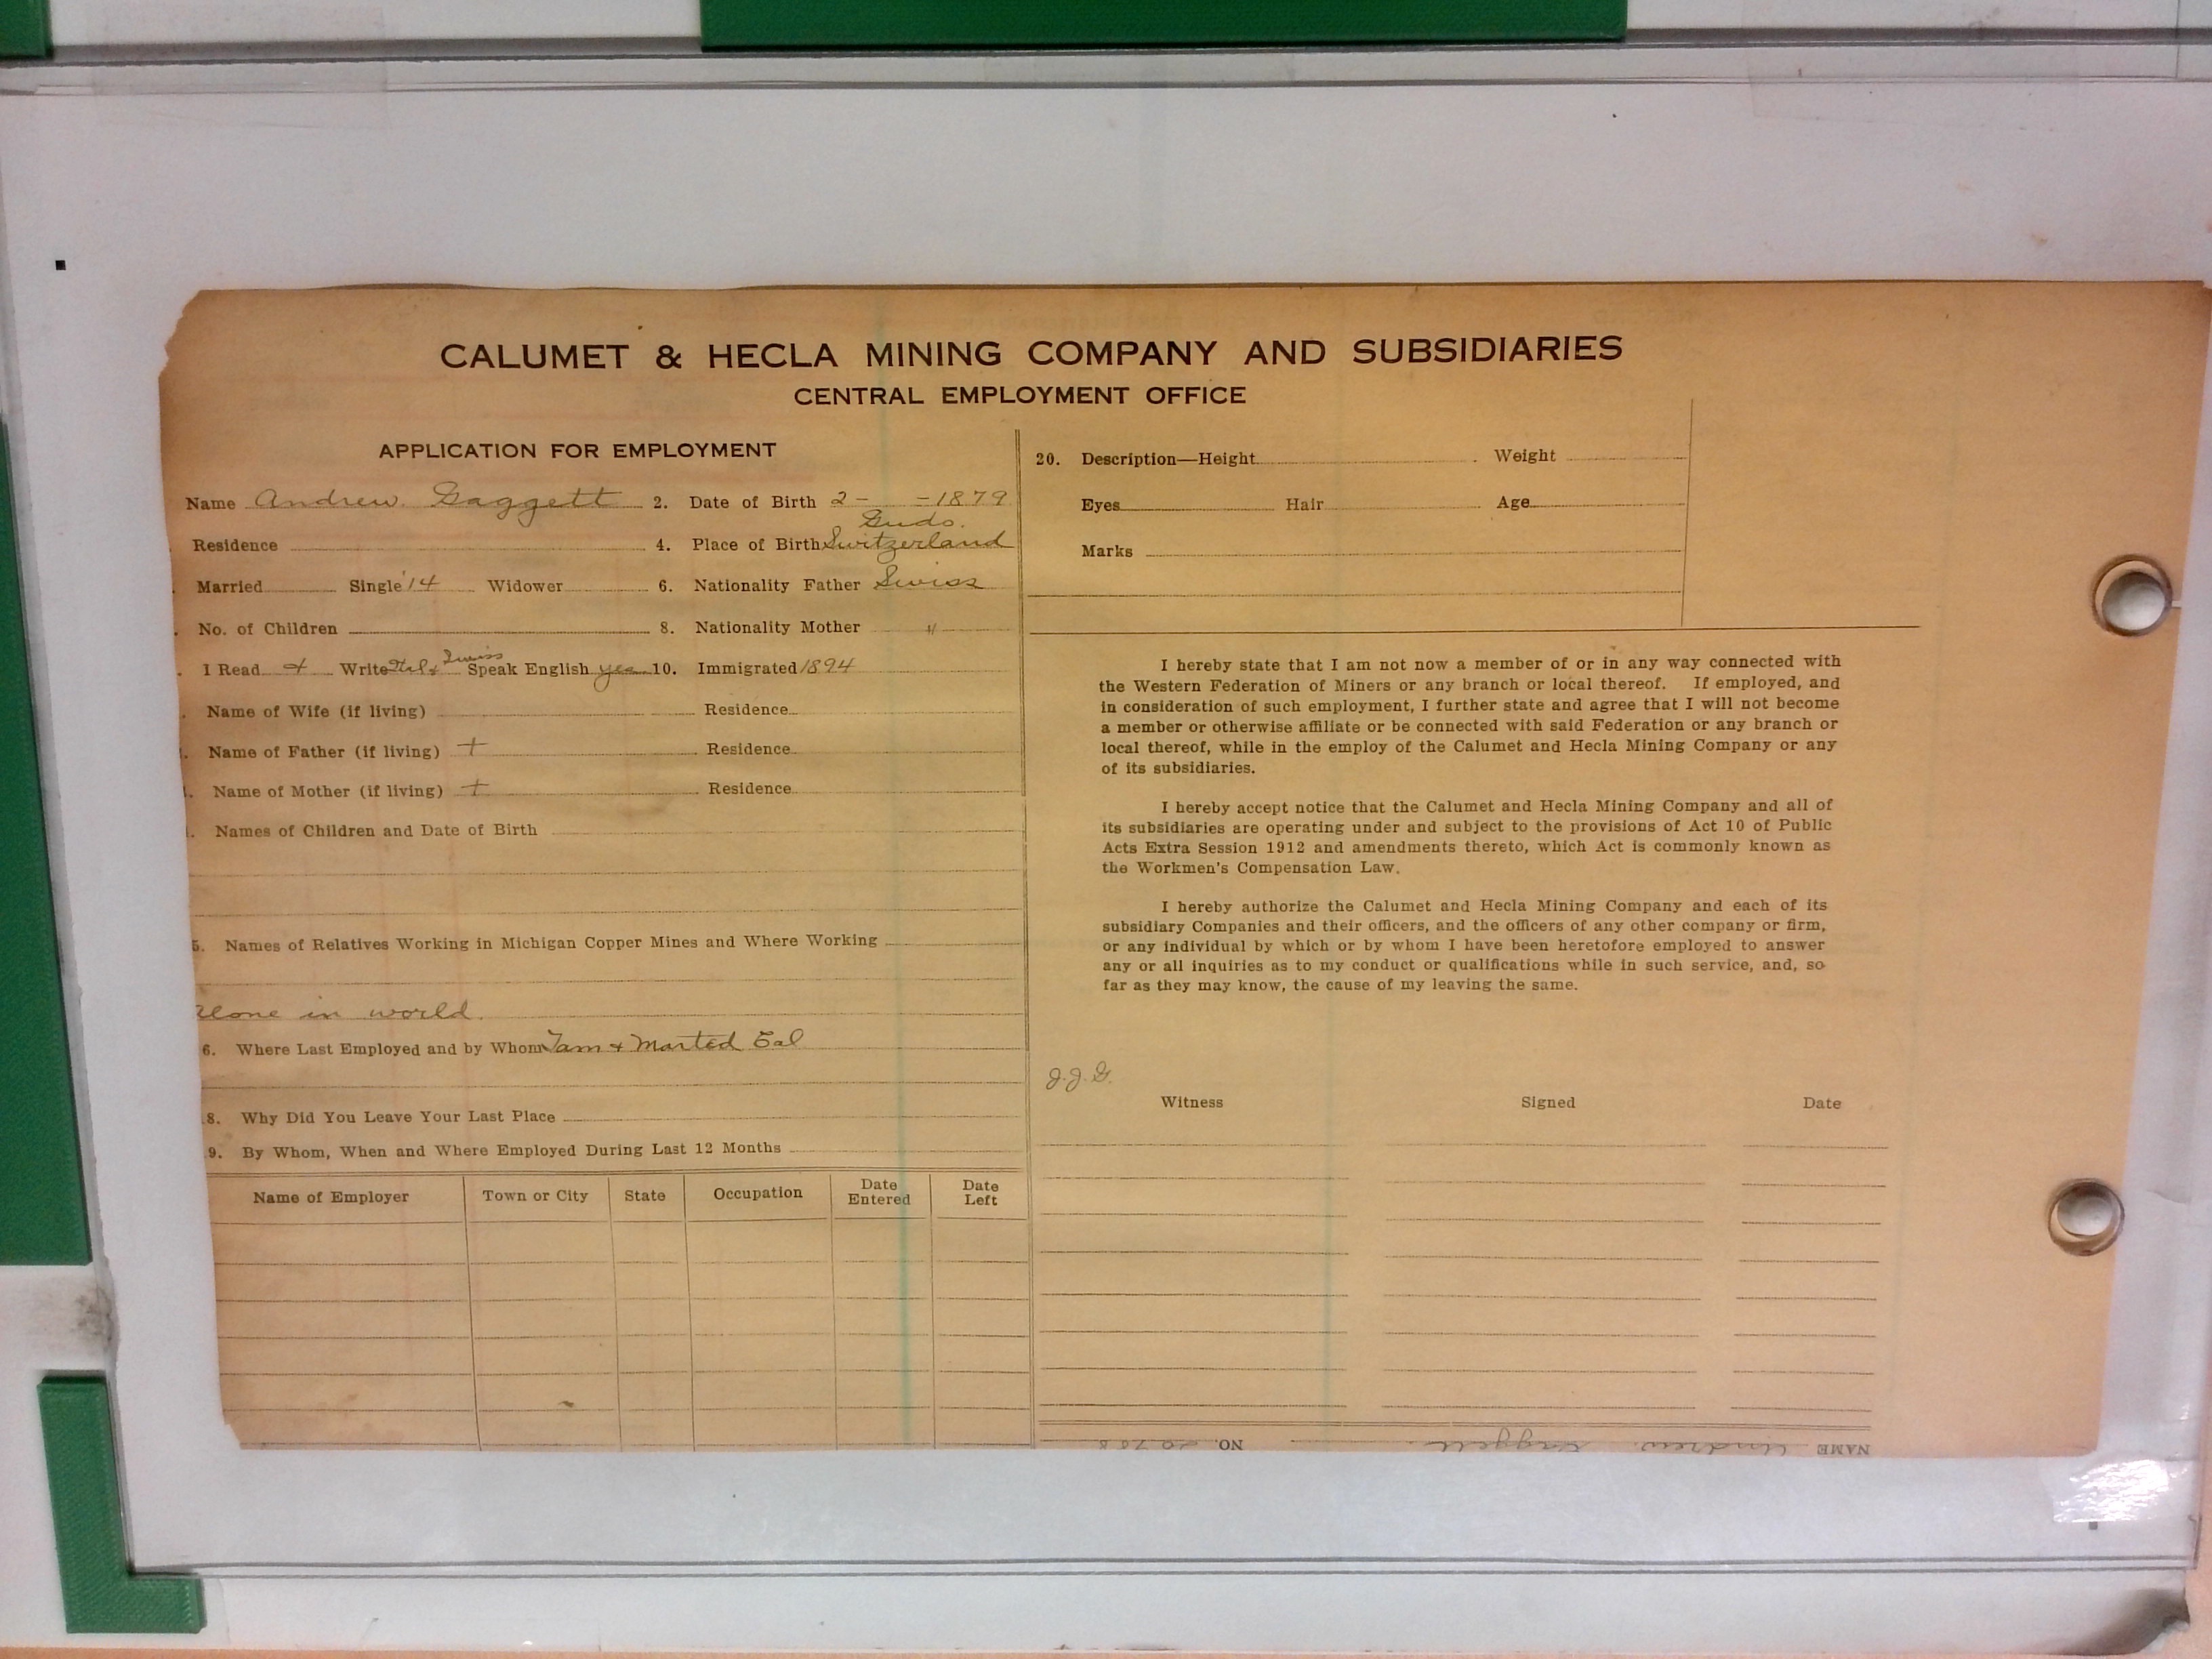 CALUMET & HECLA MINING COMPANY AND SUBSIDIARIES
CENTRAL EMPLOYMENT OFFICE
APPLICATION FOR EMPLOYMENT
Name Andrew Gaggett 2. Date of Birth 2- -1879
Gudo.
Residence 4. Place of Birth Switzerland
Married Single '14 Widower 6. Nationality Father Swiss
No. of Children 8. Nationality Mother "
Swiss
I Read + Write Ital + Speak English yes 10. Immigrated 1894
Name of Wife (if living) Residence
Name of Father (if living) + Residence
Name of Mother (if living) + Residence
Names of Children and Date of Birth
5. Names of Relatives Working in Michigan Copper Mines and Where Working
Alone in world.
6. Where Last Employed and by Whom Tam + Cal
8. Why Did You Leave Your Last Place
9. By Whom, When and Where Employed During Last 12 Months
Name of Employer Town or City State Occupation Date Entered Date Left
20. Description—Height Weight
Eyes Hair Age
Marks
I hereby state that I am not now a member of or in any way connected with
the Western Federation of Miners or any branch or local thereof. If employed, and
in consideration of such employment, I further state and agree that I will not become
a member or otherwise affiliate or be connected with said Federation or any branch or
local thereof, while in the employ of the Calumet and Hecla Mining Company or any
of its subsidiaries.
I hereby accept notice that the Calumet and Hecla Mining Company and all of
its subsidiaries are operating under and subject to the provisions of Act 10 of Public
Acts Extra Session 1912 and amendments thereto, which Act is commonly known as
the Workmen's Compensation Law.
I hereby authorize the Calumet and Hecla Mining Company and each of its
subsidiary Companies and their officers, and the officers of any other company or firm,
or any individual by which or by whom I have been heretofore employed to answer
any or all inquiries as to my conduct or qualifications while in such service, and, so
far as they may know, the cause of my leaving the same.
J.J.G.
Witness Signed Date
NAME Andrew Gaggett NO.